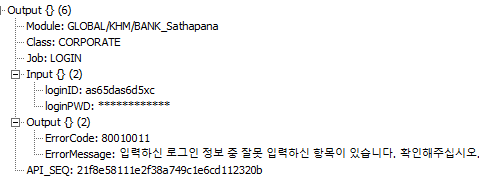 Output {} (6)
Module: GLOBAL/KHM/BANK_Sathapana
Class: CORPORATE
Job: LOGIN
Input {} (2)
loginID: as65das6d5xc
loginPWD: ************
Output {} (2)
ErrorCode: 80010011
ErrorMessage: 입력하신 로그인 정보 중 잘못 입력하신 항목이 있습니다. 확인해주십시오.
API_SEQ: 21f8e58111e2f38a749c1e6cd112320b